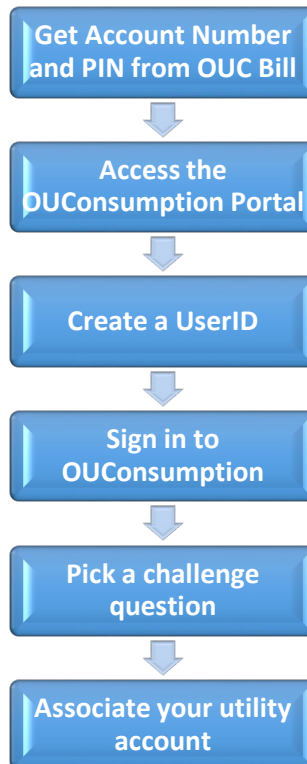 Get Account Number
and PIN from OUC Bill
Access the
OUConsumption Portal
Create a UserID
Sign in to
OUConsumption
Pick a challenge
question
Associate your utility
account